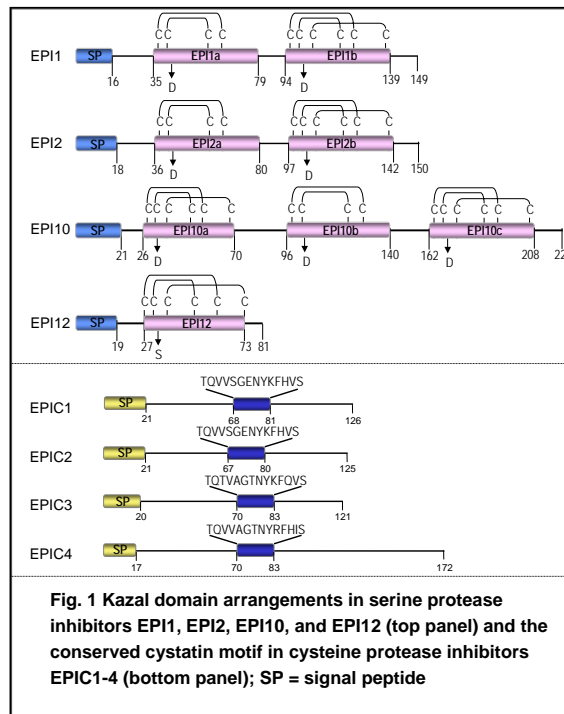 C C C C C C C C C C
EPI1 SP EPI1a EPI1b
16 35 D 79 94 D 139 149
C C C C C C C C C C
EPI2 SP EPI2a EPI2b
18 36 D 80 97 D 142 150
C C C C C C C C C C C C C C C C
EPI10 SP EPI10a EPI10b EPI10c
21 26 D 70 96 D 140 162 D 208 22
C C C C C C
EPI12 SP EPI12
19 27 S 73 81
TQVVSGENYKFHVS
EPIC1 SP
21 68 81 126
TQVVSGENYKFHVS
EPIC2 SP
21 67 80 125
TQTVAGTNYKFQVS
EPIC3 SP
20 70 83 121
TQVVAGTNYRFHIS
EPIC4 SP
17 70 83 172
Fig. 1 Kazal domain arrangements in serine protease
inhibitors EPI1, EPI2, EPI10, and EPI12 (top panel) and the
conserved cystatin motif in cysteine protease inhibitors
EPIC1-4 (bottom panel); SP = signal peptide